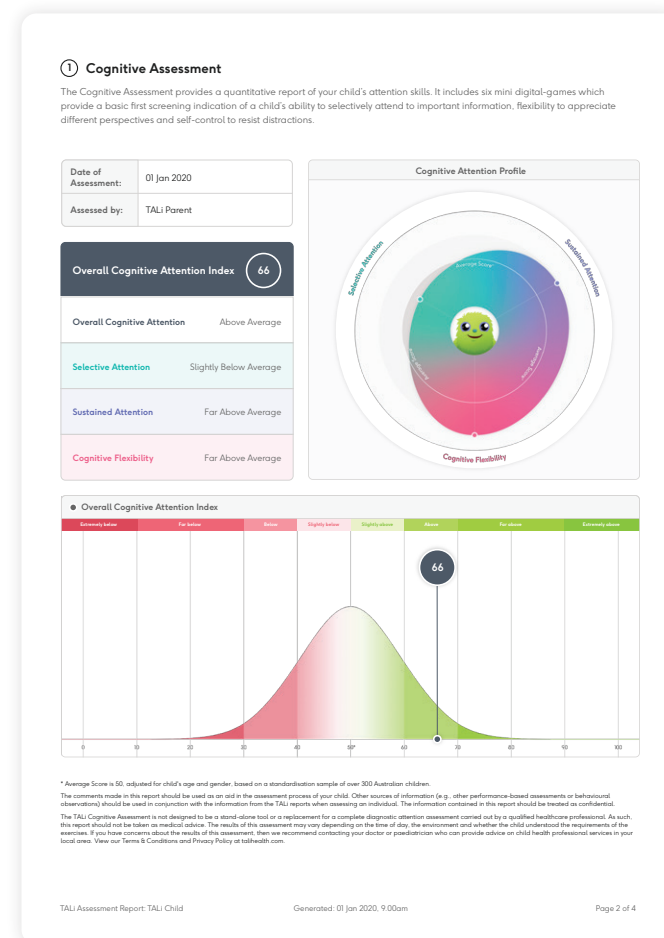 1 Cognitive Assessment
The Cognitive Assessment provides a quantitative report of your child's attention skills. It includes six mini digital-games which
provide a basic first screening indication of a child's ability to selectively attend to important information, flexibility to appreciate
different perspectives and self-control to resist distractions.
Date of
Assessment:
01 Jan 2020
Assessed by:
TALi Parent
Overall Cognitive Attention Index 66
Overall Cognitive Attention Above Average
Selective Attention Slightly Below Average
Sustained Attention Far Above Average
Cognitive Flexibility Far Above Average
Cognitive Attention Profile
Selective Attention
Sustained Attention
Average Score
Average Score
Average Score
Cognitive Flexibility
Overall Cognitive Attention Index
Extremely below Far below Below Slightly below Slightly above Above Far above Extremely above
66
0 10 20 30 40 50* 60 70 80 90 100
* Average Score is 50, adjusted for child's age and gender, based on a standardisation sample of over 300 Australian children.
The comments made in this report should be used as an aid in the assessment process of your child. Other sources of information (e.g., other performance-based assessments or behavioural
observations) should be used in conjunction with the information from the TALi reports when assessing an individual. The information contained in this report should be treated as confidential.
The TALi Cognitive Assessment is not designed to be a stand-alone tool or a replacement for a complete diagnostic attention assessment carried out by a qualified healthcare professional. As such,
this report should not be taken as medical advice. The results of this assessment may vary depending on the time of day, the environment and whether the child understood the requirements of the
exercises. If you have concerns about the results of this assessment, then we recommend contacting your doctor or paediatrician who can provide advice on child health professional services in your
local area. View our Terms & Conditions and Privacy Policy at talihealth.com.
TALi Assessment Report: TALi Child Generated: 01 Jan 2020, 9.00am Page 2 of 4